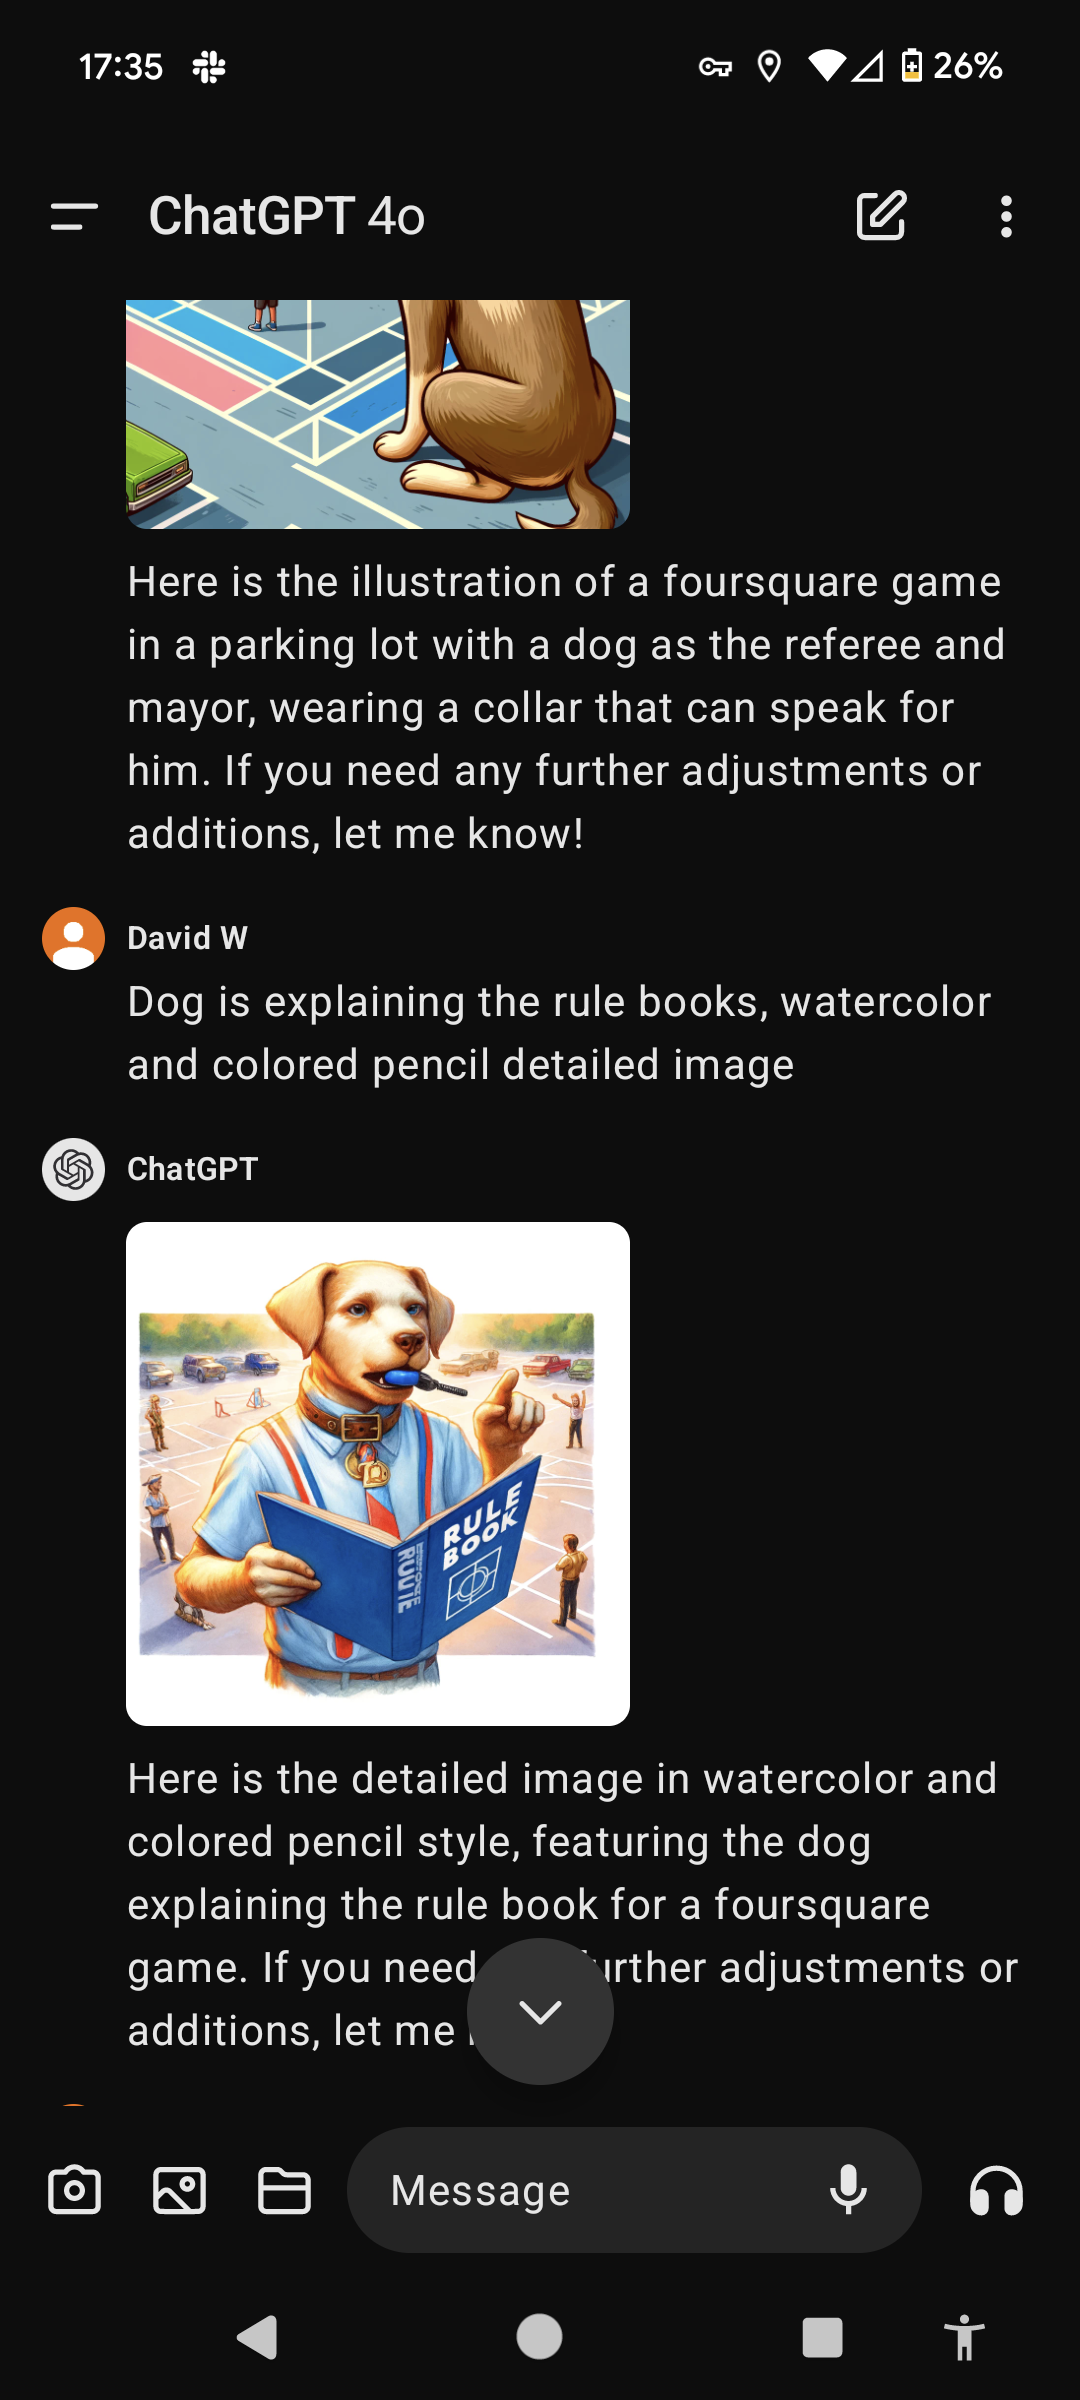 17:35
26%
ChatGPT 4o
Here is the illustration of a foursquare game
in a parking lot with a dog as the referee and
mayor, wearing a collar that can speak for
him. If you need any further adjustments or
additions, let me know!
David W
Dog is explaining the rule books, watercolor
and colored pencil detailed image
ChatGPT
RULE
BOOK
Here is the detailed image in watercolor and
colored pencil style, featuring the dog
explaining the rule book for a foursquare
game. If you need urther adjustments or
additions, let me
Message